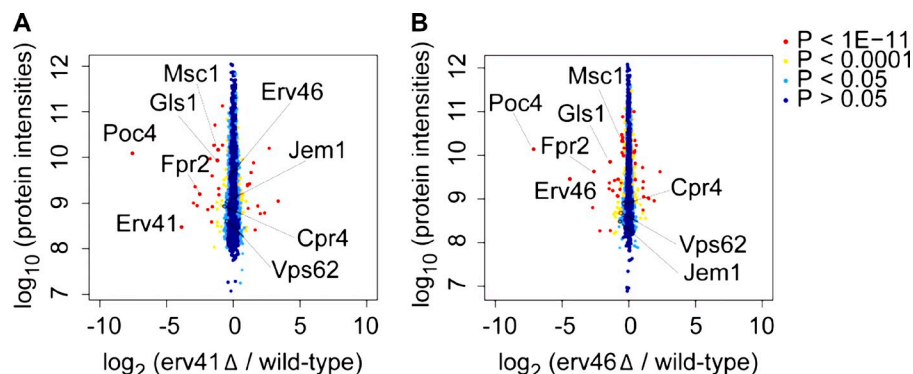 A
log10 (protein intensities)
12
11
10
9
8
7
Msc1
Gls1
Erv46
Poc4
Fpr2
Jem1
Erv41
Cpr4
Vps62
-10
-5
0
5
10
log2 (erv41Δ / wild-type)
B
log10 (protein intensities)
12
11
10
9
8
7
Msc1
Poc4
Gls1
Fpr2
Erv46
Cpr4
Vps62
Jem1
-10
-5
0
5
10
log2 (erv46Δ / wild-type)
P < 1E−11
P < 0.0001
P < 0.05
P > 0.05